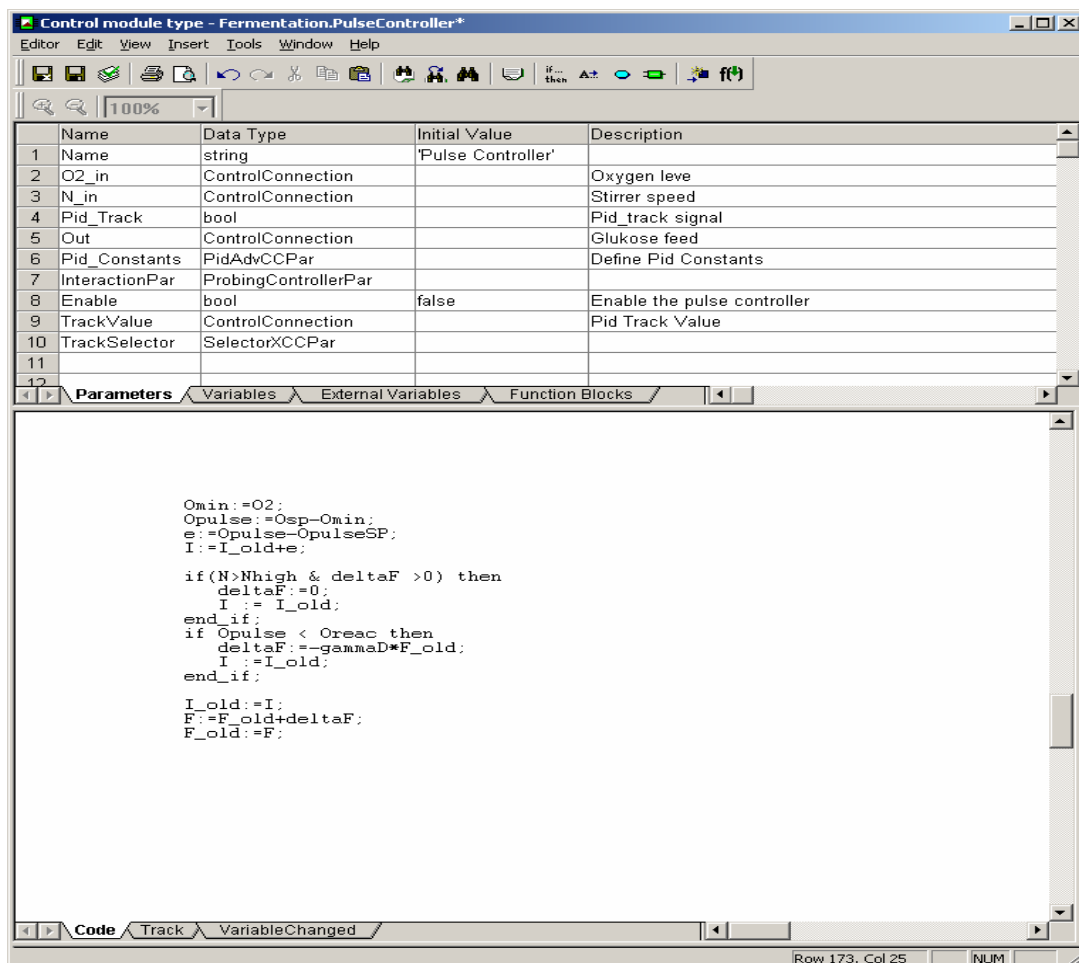 Control module type - Fermentation.PulseController*
Editor Edit View Insert Tools Window Help
if... then
100%
Name Data Type Initial Value Description
1 Name string 'Pulse Controller'
2 O2_in ControlConnection Oxygen leve
3 N_in ControlConnection Stirrer speed
4 Pid_Track bool Pid_track signal
5 Out ControlConnection Glukose feed
6 Pid_Constants PidAdvCCPar Define Pid Constants
7 InteractionPar ProbingControllerPar
8 Enable bool false Enable the pulse controller
9 TrackValue ControlConnection Pid Track Value
10 TrackSelector SelectorXCCPar
11
12
Parameters Variables External Variables Function Blocks
Omin:=O2;
Opulse:=Osp-Omin;
e:=Opulse-OpulseSP;
I:=I_old+e;
if(N>Nhigh & deltaF >0) then
deltaF:=0;
I := I_old;
end_if;
if Opulse < Oreac then
deltaF:=-gammaD*F_old;
I :=I_old;
end_if;
I_old:=I;
F:=F_old+deltaF;
F_old:=F;
Code Track VariableChanged
Row 173, Col 25 NUM